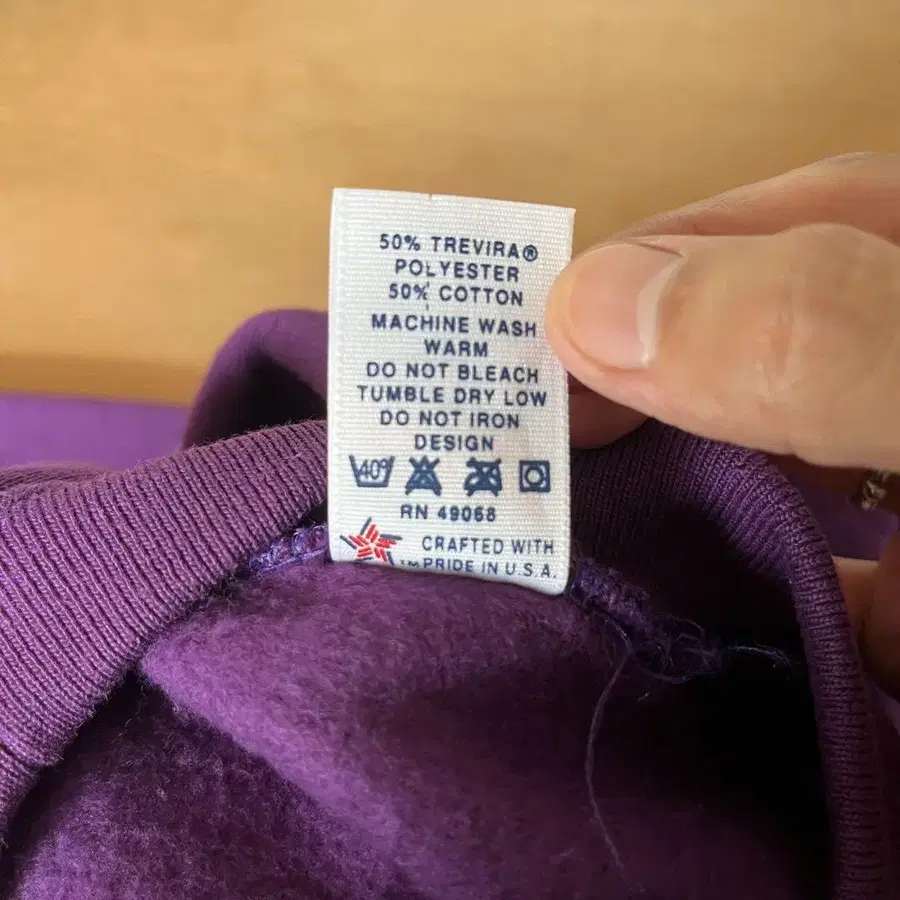 50% TREVIRA®
POLYESTER
50% COTTON
MACHINE WASH
WARM
DO NOT BLEACH
TUMBLE DRY LOW
DO NOT IRON
DESIGN
40°
RN 49068
CRAFTED WITH
™ PRIDE IN U.S.A.